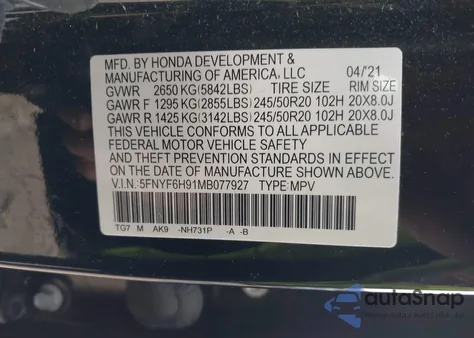 MFD. BY HONDA DEVELOPMENT &
MANUFACTURING OF AMERICA, LLC 04/21
GVWR 2650 KG (5842LBS) TIRE SIZE RIM SIZE
GAWR F 1295 KG (2855LBS) 245/50R20 102H 20X8.0J
GAWR R 1425 KG (3142LBS) 245/50R20 102H 20X8.0J
THIS VEHICLE CONFORMS TO ALL APPLICABLE
FEDERAL MOTOR VEHICLE SAFETY
AND THEFT PREVENTION STANDARDS IN EFFECT
ON THE DATE OF MANUFACTURE SHOWN
ABOVE.
V.I.N.: 5FNYF6H91MB077927 TYPE: MPV
TG7 M AK9 -NH731P -A -B
autoSnap